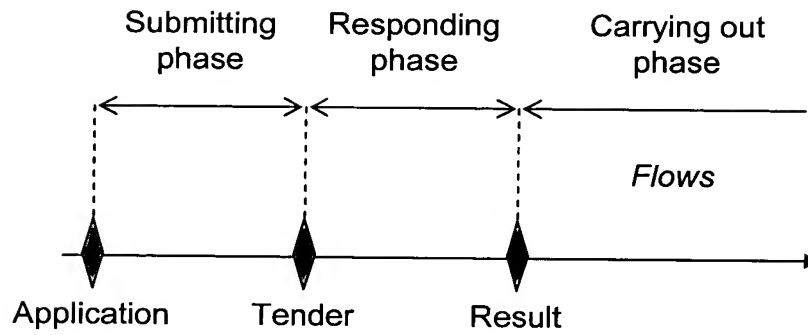 Submitting
phase
Responding
phase
Carrying out
phase
Flows
Application
Tender
Result